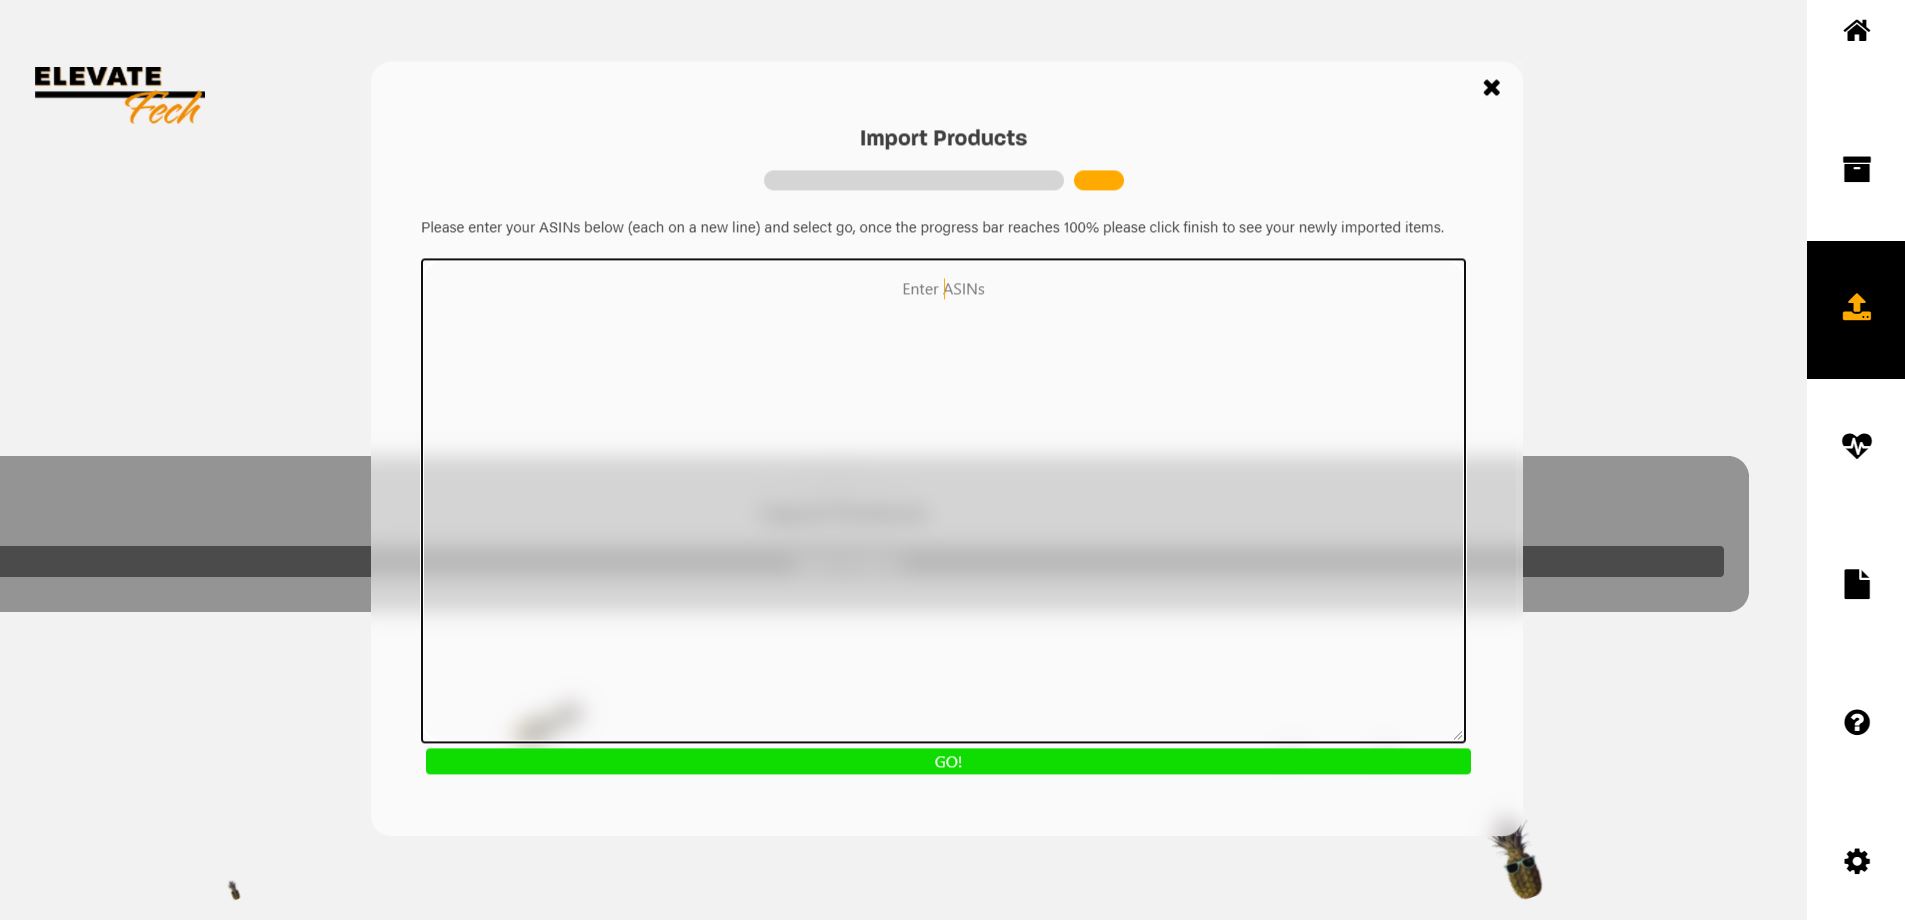 ELEVATE
Tech
Import Products
Please enter your ASINs below (each on a new line) and select go, once the progress bar reaches 100% please click finish to see your newly imported items.
Enter ASINs
GO!